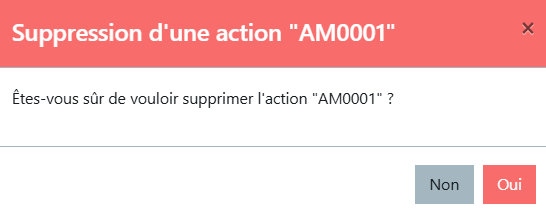 Suppression d'une action "AM0001"
×
Êtes-vous sûr de vouloir supprimer l'action "AM0001" ?
Non
Oui